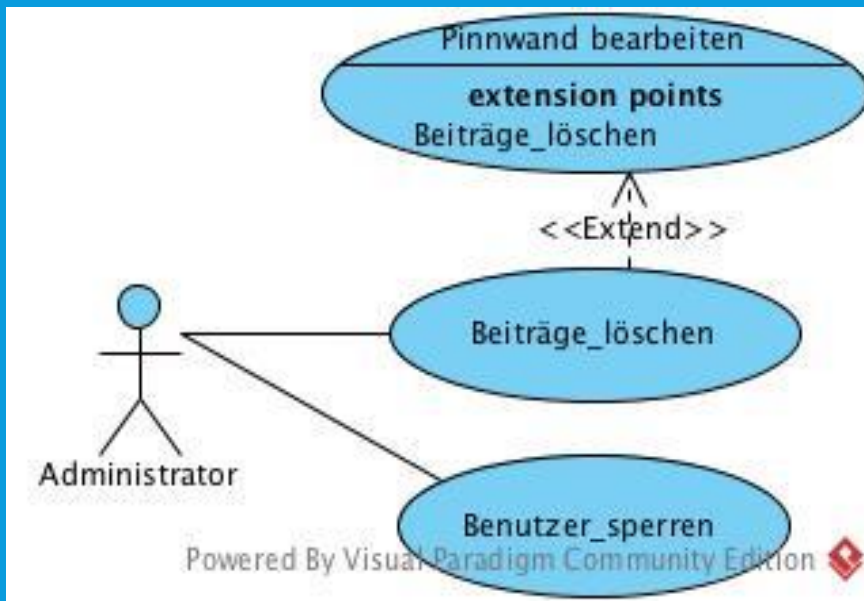 Pinnwand bearbeiten
extension points
Beiträge_löschen
<<Extend>>
Beiträge_löschen
Administrator
Benutzer_sperren
Powered By Visual Paradigm Community Edition